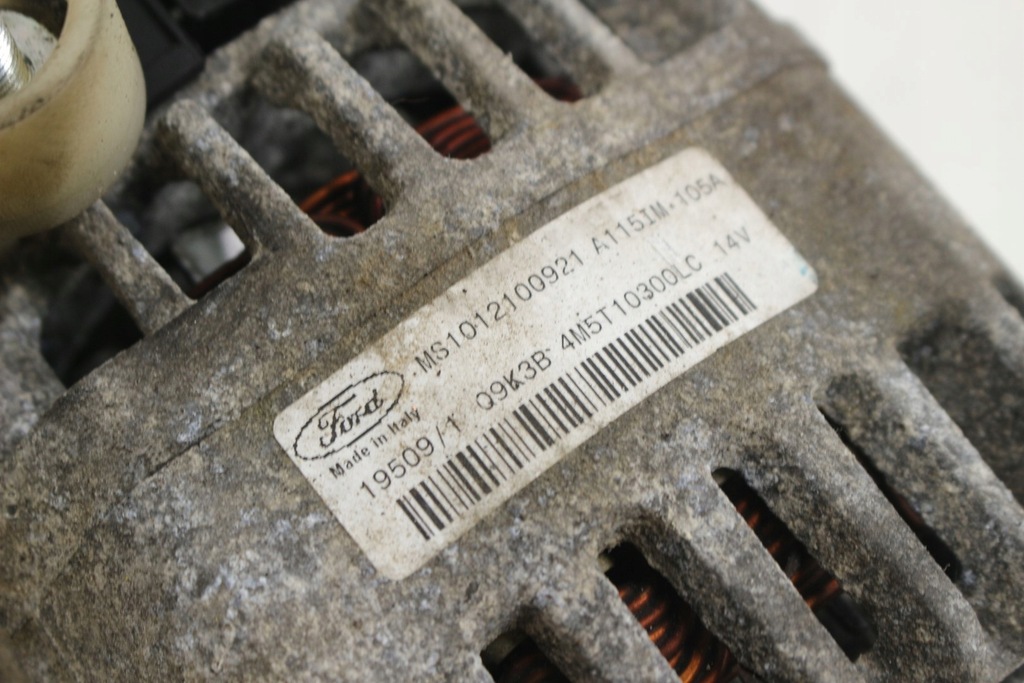 Ford
Made in Italy
MS1012100921 A115IM-105A
19509/1 09K3B 4M5T10300LC 14V